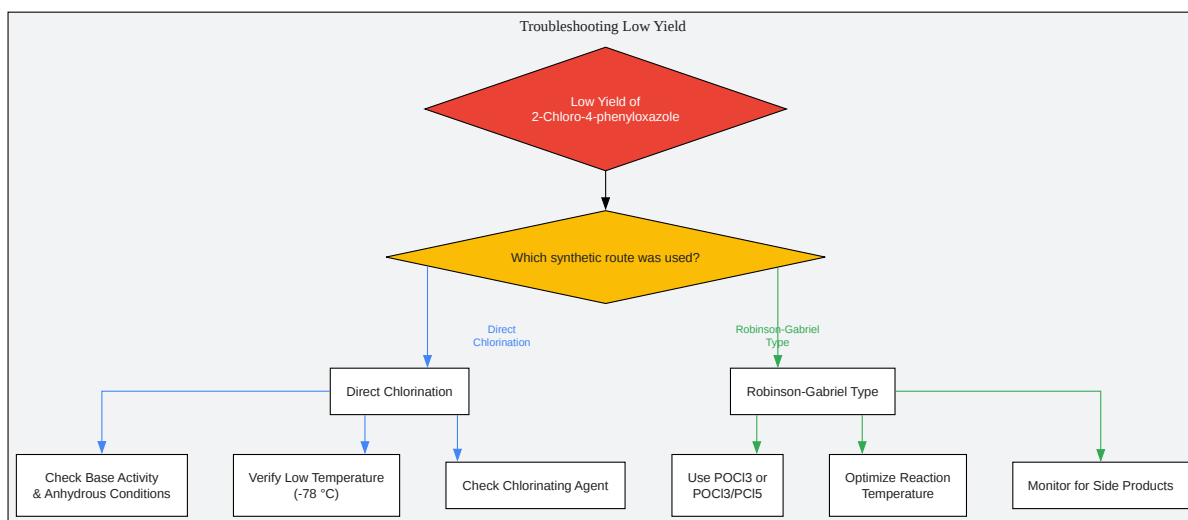 Troubleshooting Low Yield
Low Yield of
2-Chloro-4-phenyloxazole
Which synthetic route was used?
Direct
Chlorination
Robinson-Gabriel
Type
Direct Chlorination
Robinson-Gabriel Type
Check Base Activity
& Anhydrous Conditions
Verify Low Temperature
(-78 °C)
Check Chlorinating Agent
Use POCl3 or
POCl3/PCl5
Optimize Reaction
Temperature
Monitor for Side Products